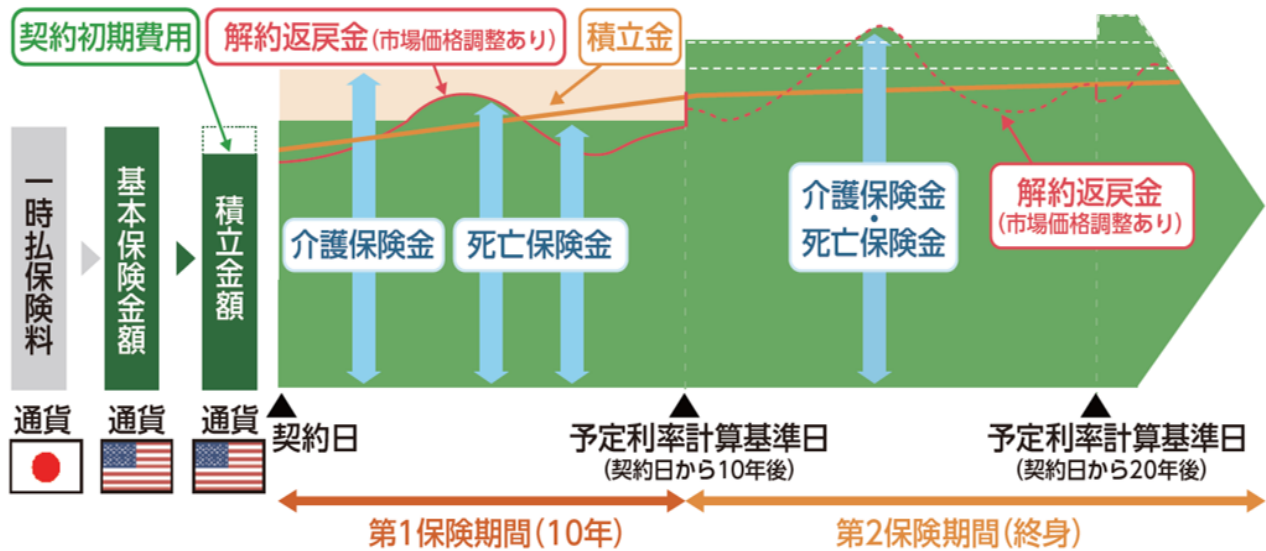 契約初期費用
解約返戻金(市場価格調整あり)
積立金
一時払保険料
基本保険金額
積立金額
介護保険金
死亡保険金
介護保険金
・
死亡保険金
解約返戻金
(市場価格調整あり)
通貨
通貨
通貨
契約日
予定利率計算基準日
(契約日から10年後)
予定利率計算基準日
(契約日から20年後)
第1保険期間(10年)
第2保険期間(終身)